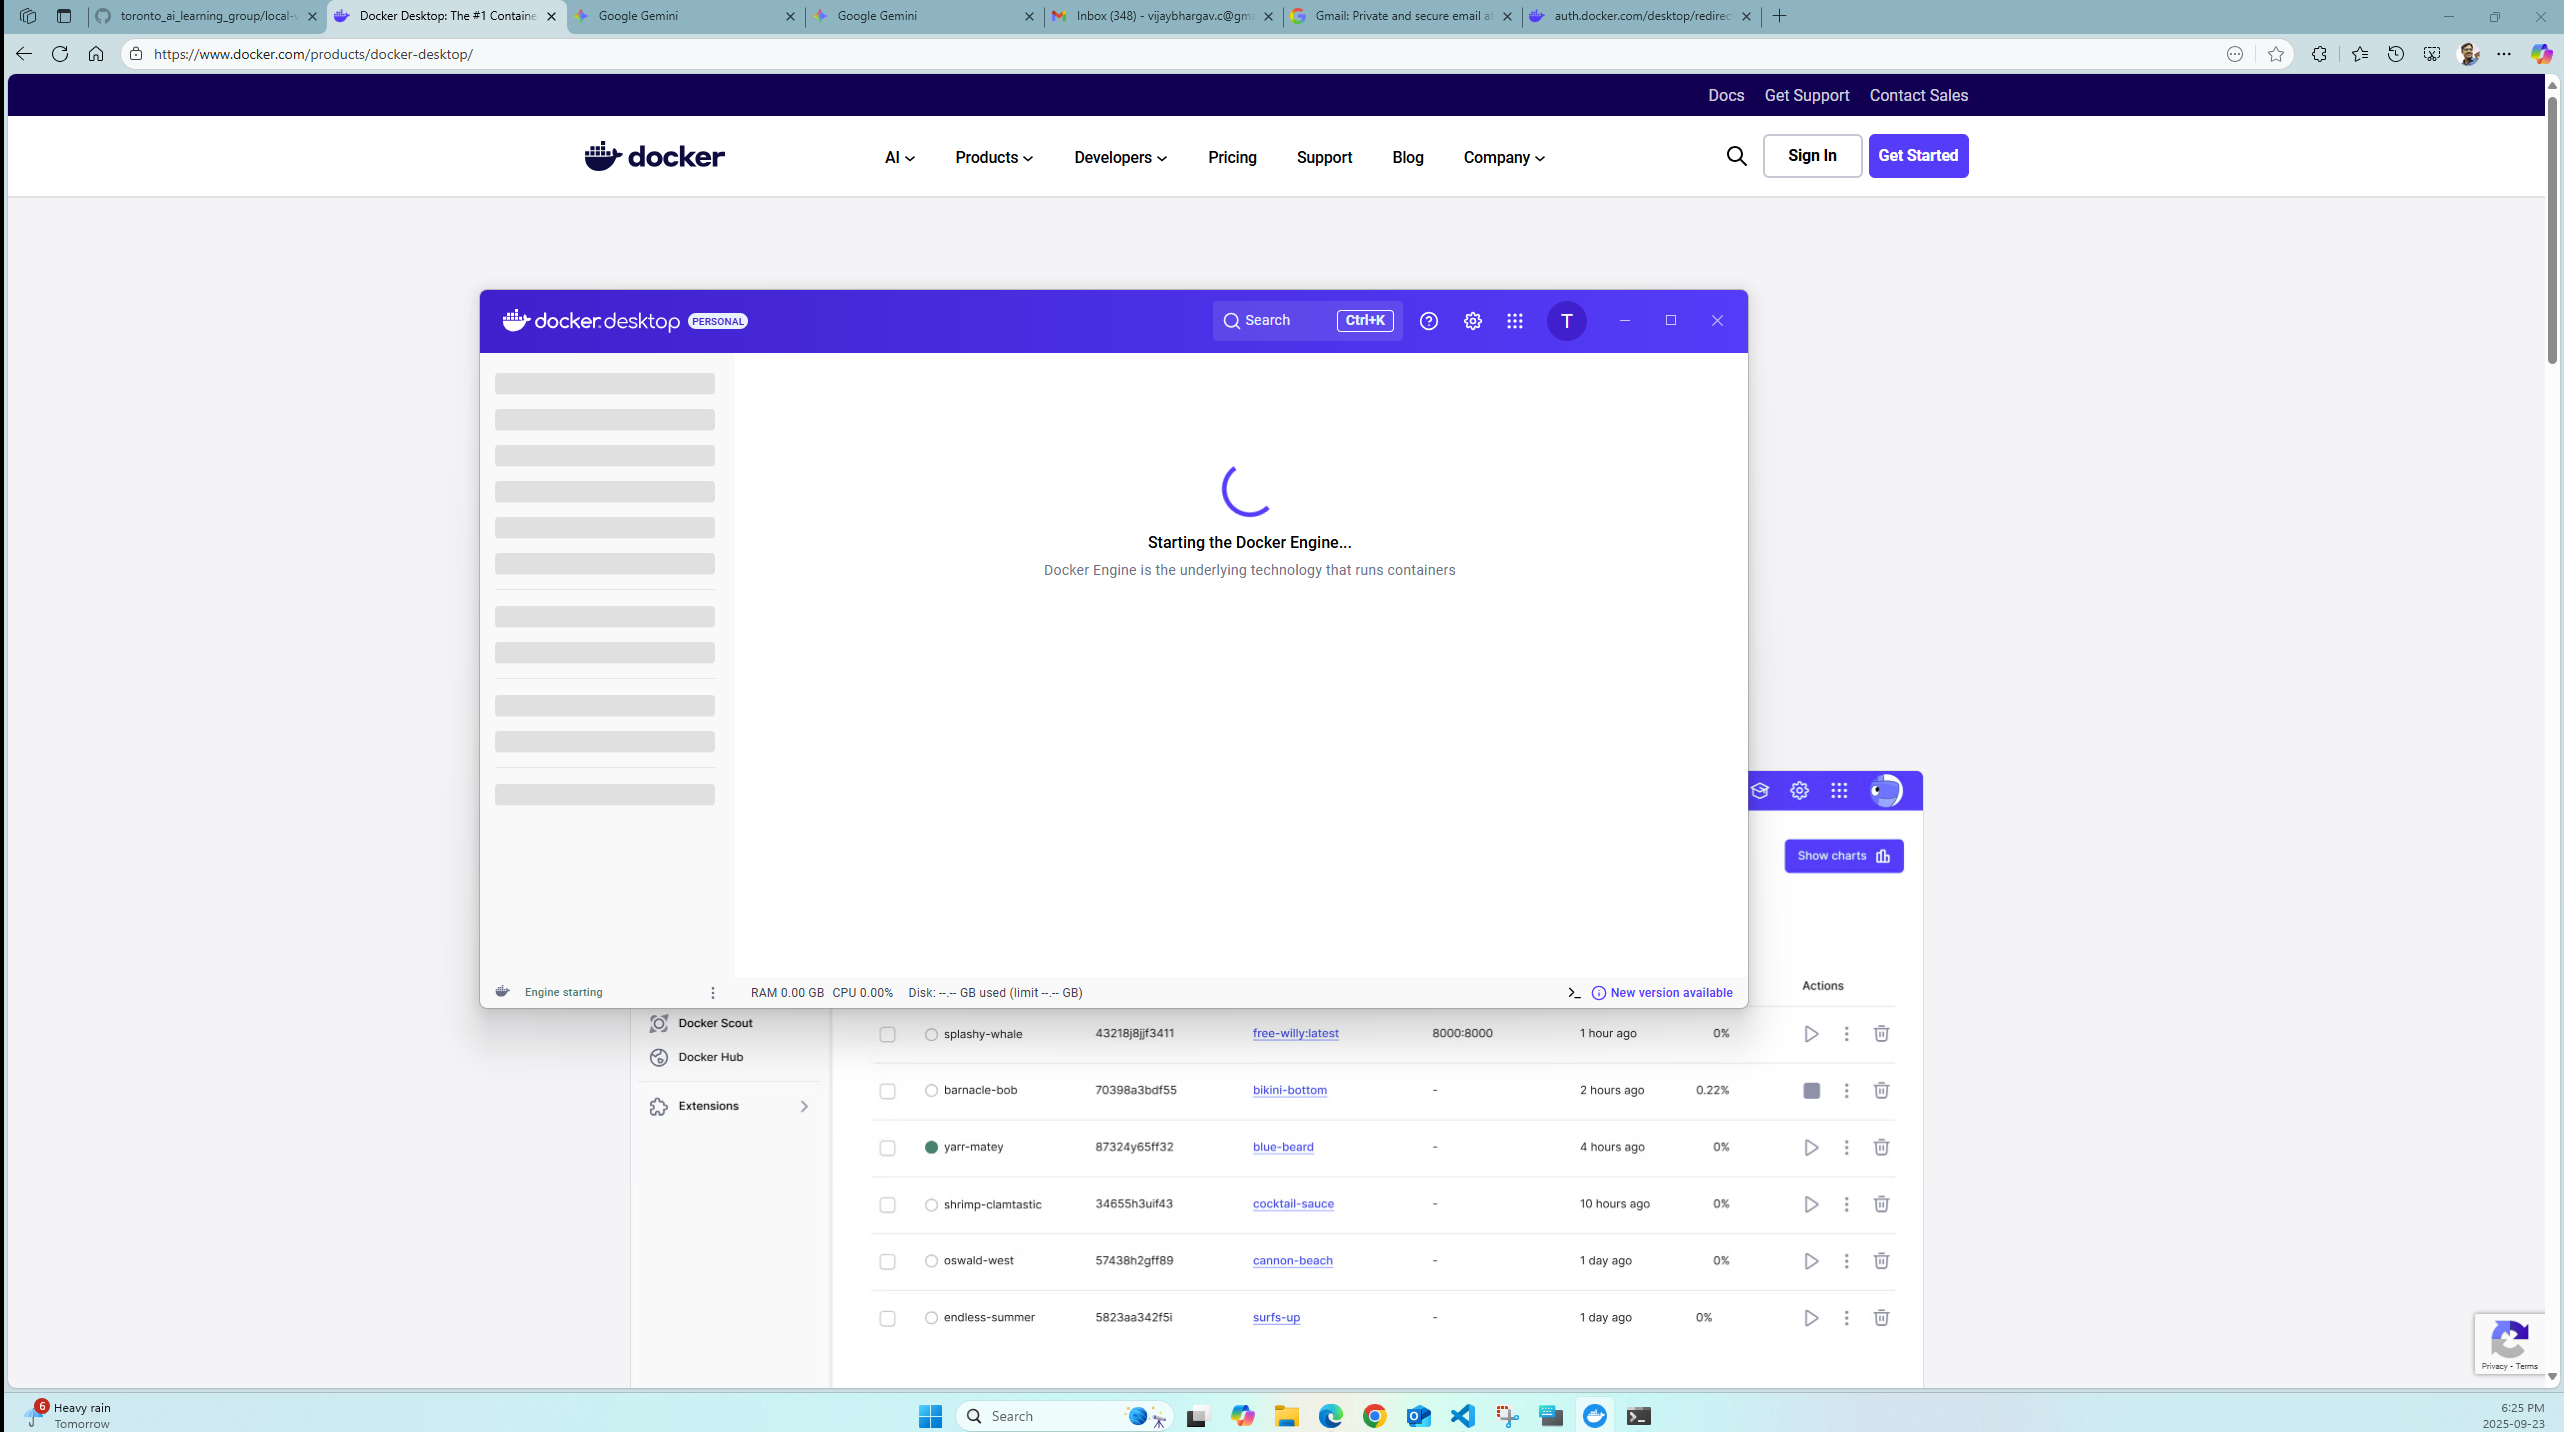 toronto_ai_learning_group/local-v
Docker Desktop: The #1 Containe
Google Gemini
Google Gemini
Inbox (348) - vijaybhargav.c@gma
Gmail: Private and secure email at
auth.docker.com/desktop/redirec
https://www.docker.com/products/docker-desktop/
Docs Get Support Contact Sales
docker
AI Products Developers Pricing Support Blog Company
Sign In Get Started
docker.desktop PERSONAL
Search Ctrl+K
T
Starting the Docker Engine...
Docker Engine is the underlying technology that runs containers
Engine starting
RAM 0.00 GB CPU 0.00% Disk: --.-- GB used (limit --.-- GB)
New version available
Show charts
Actions
Docker Scout
Docker Hub
Extensions
splashy-whale 43218j8jjf3411 free-willy:latest 8000:8000 1 hour ago 0%
barnacle-bob 70398a3bdf55 bikini-bottom - 2 hours ago 0.22%
yarr-matey 87324y65ff32 blue-beard - 4 hours ago 0%
shrimp-clamtastic 34655h3uif43 cocktail-sauce - 10 hours ago 0%
oswald-west 57438h2gff89 cannon-beach - 1 day ago 0%
endless-summer 5823aa342f5i surfs-up - 1 day ago 0%
Privacy - Terms
6
Heavy rain
Tomorrow
Search
6:25 PM
2025-09-23